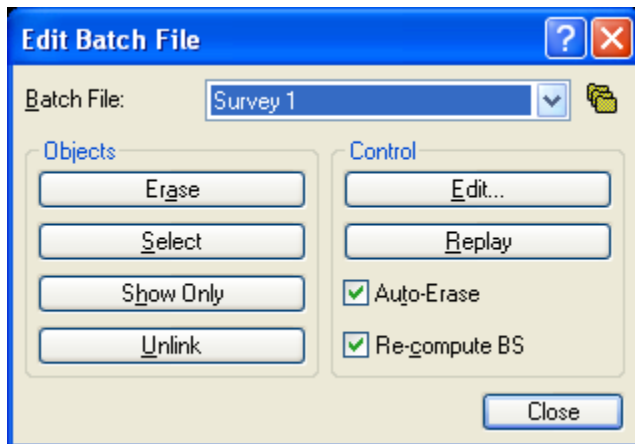 Edit Batch File
Batch File: Survey 1
Objects
Erase
Select
Show Only
Unlink
Control
Edit...
Replay
Auto-Erase
Re-compute BS
Close